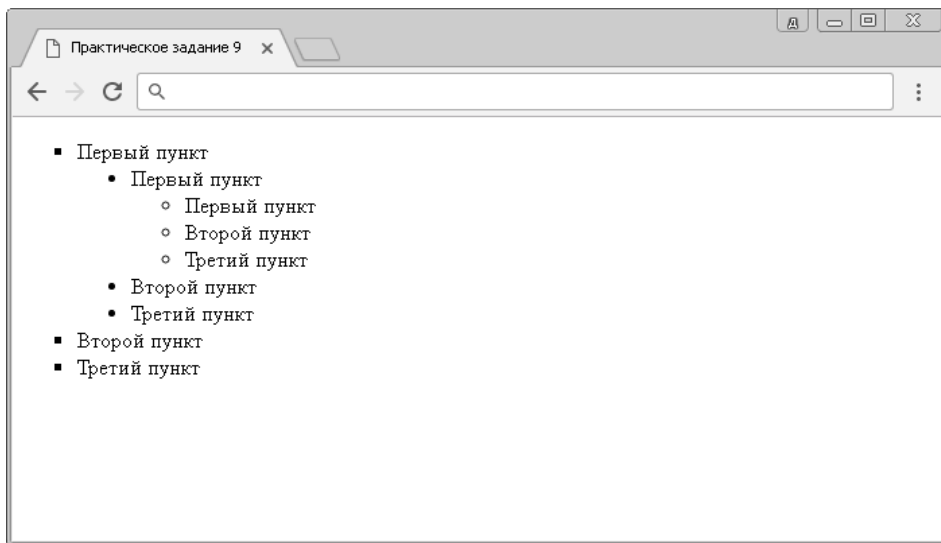 Д
Практическое задание 9
Первый пункт
Первый пункт
Первый пункт
Второй пункт
Третий пункт
Второй пункт
Третий пункт
Второй пункт
Третий пункт